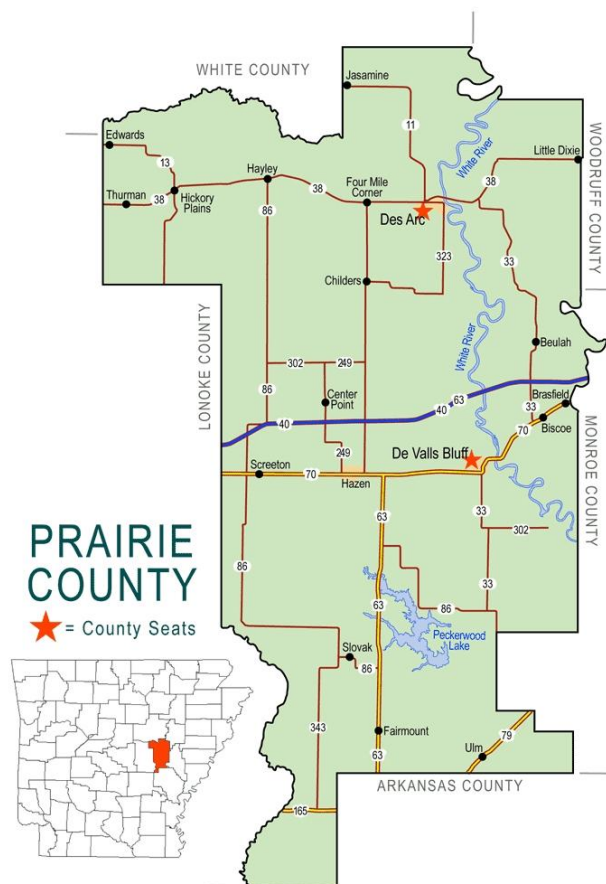 WHITE COUNTY
Jasamine
Edwards
13
11
White River
Little Dixie
WOODRUFF COUNTY
Thurman
38
Hickory
Plains
Hayley
38
Four Mile
Corner
38
Des Arc
86
323
33
Childers
LONOKE COUNTY
White River
Beulah
302
249
86
Center
Point
40
63
40
33
Brasfield
70
Biscoe
De Valls Bluff
MONROE COUNTY
249
Screeton
70
Hazen
63
33
302
PRAIRIE
COUNTY
= County Seats
86
63
86
33
Peckerwood
Lake
Slovak
86
343
Fairmount
79
Ulm
63
ARKANSAS COUNTY
165